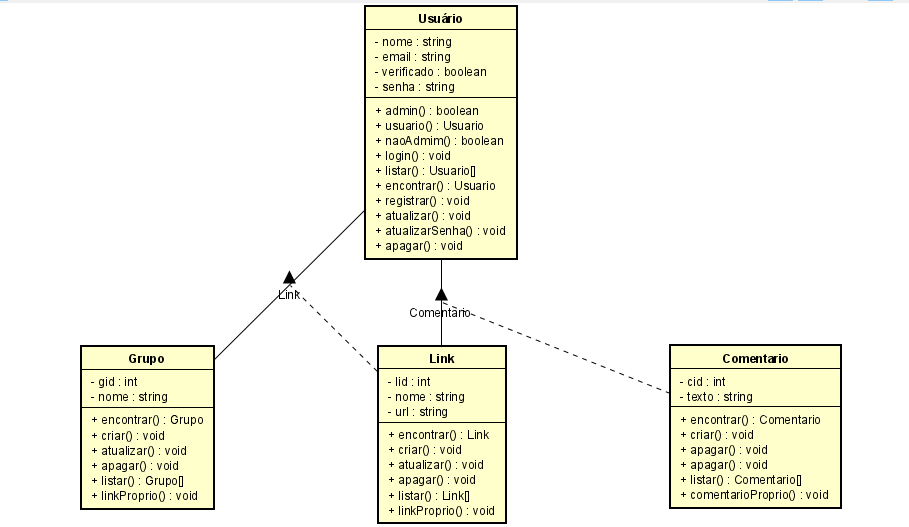 Usuário
- nome : string
- email : string
- verificado : boolean
- senha : string
+ admin() : boolean
+ usuario() : Usuario
+ naoAdmim() : boolean
+ login() : void
+ listar() : Usuario[]
+ encontrar() : Usuario
+ registrar() : void
+ atualizar() : void
+ atualizarSenha() : void
+ apagar() : void
Link
Comentario
Grupo
- gid : int
- nome : string
+ encontrar() : Grupo
+ criar() : void
+ atualizar() : void
+ apagar() : void
+ listar() : Grupo[]
+ linkProprio() : void
Link
- lid : int
- nome : string
- url : string
+ encontrar() : Link
+ criar() : void
+ atualizar() : void
+ apagar() : void
+ listar() : Link[]
+ linkProprio() : void
Comentario
- cid : int
- texto : string
+ encontrar() : Comentario
+ criar() : void
+ apagar() : void
+ apagar() : void
+ listar() : Comentario[]
+ comentarioProprio() : void